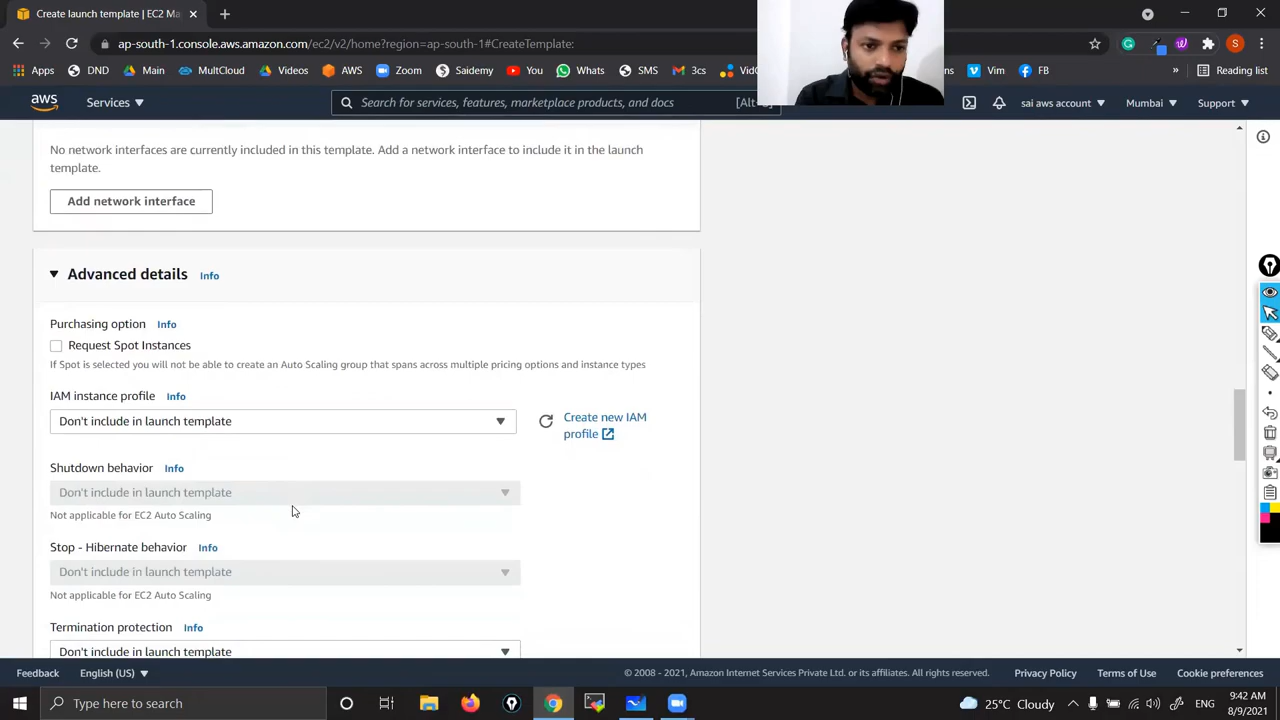 Create launch template | EC2 Ma
ap-south-1.console.aws.amazon.com/ec2/v2/home?region=ap-south-1#CreateTemplate:
S
Apps
DND
Main
MultCloud
Videos
AWS
Zoom
Saidemy
You
Whats
SMS
3cs
Vim
FB
»
Reading list
aws
Services
Search for services, features, marketplace products, and docs
sai aws account
Mumbai
Support
No network interfaces are currently included in this template. Add a network interface to include it in the launch
template.
Add network interface
Advanced details
Info
Purchasing option
Info
Request Spot Instances
If Spot is selected you will not be able to create an Auto Scaling group that spans across multiple pricing options and instance types
IAM instance profile
Info
Don't include in launch template
Create new IAM
profile
Shutdown behavior
Info
Don't include in launch template
Not applicable for EC2 Auto Scaling
Stop - Hibernate behavior
Info
Don't include in launch template
Not applicable for EC2 Auto Scaling
Termination protection
Info
Don't include in launch template
Feedback
English (US)
© 2008 - 2021, Amazon Internet Services Private Ltd. or its affiliates. All rights reserved.
Privacy Policy
Terms of Use
Cookie preferences
Type here to search
25°C Cloudy
ENG
9:42 AM
8/9/2021